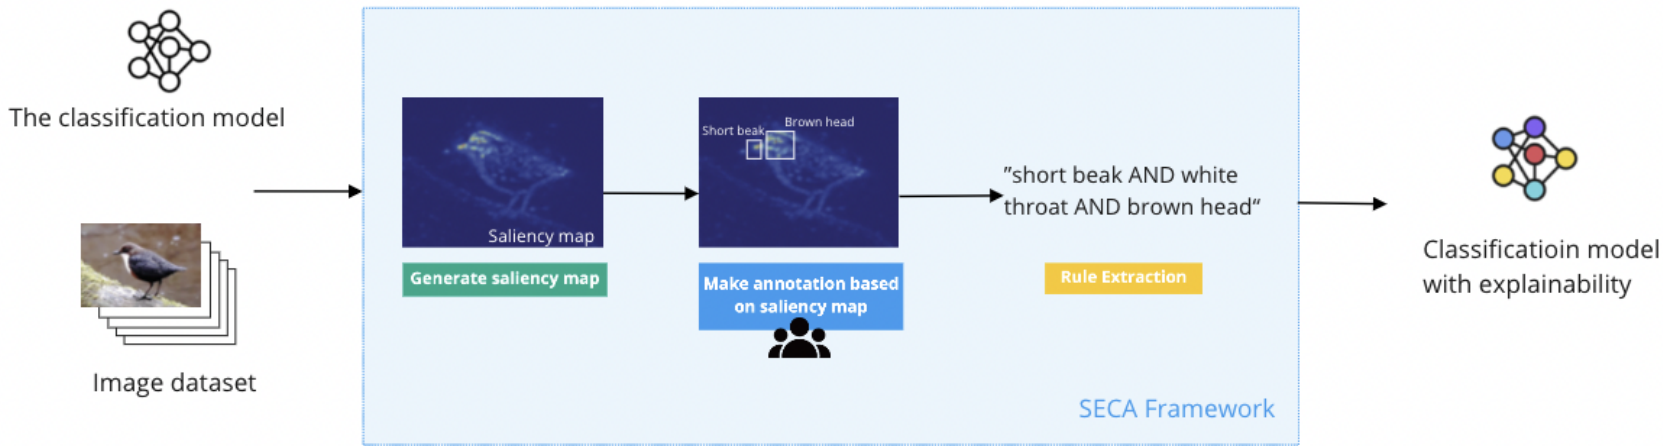 The classification model
Image dataset
Saliency map
Generate saliency map
Short beak
Brown head
Make annotation based
on saliency map
”short beak AND white
throat AND brown head“
Rule Extraction
SECA Framework
Classificatioin model
with explainability